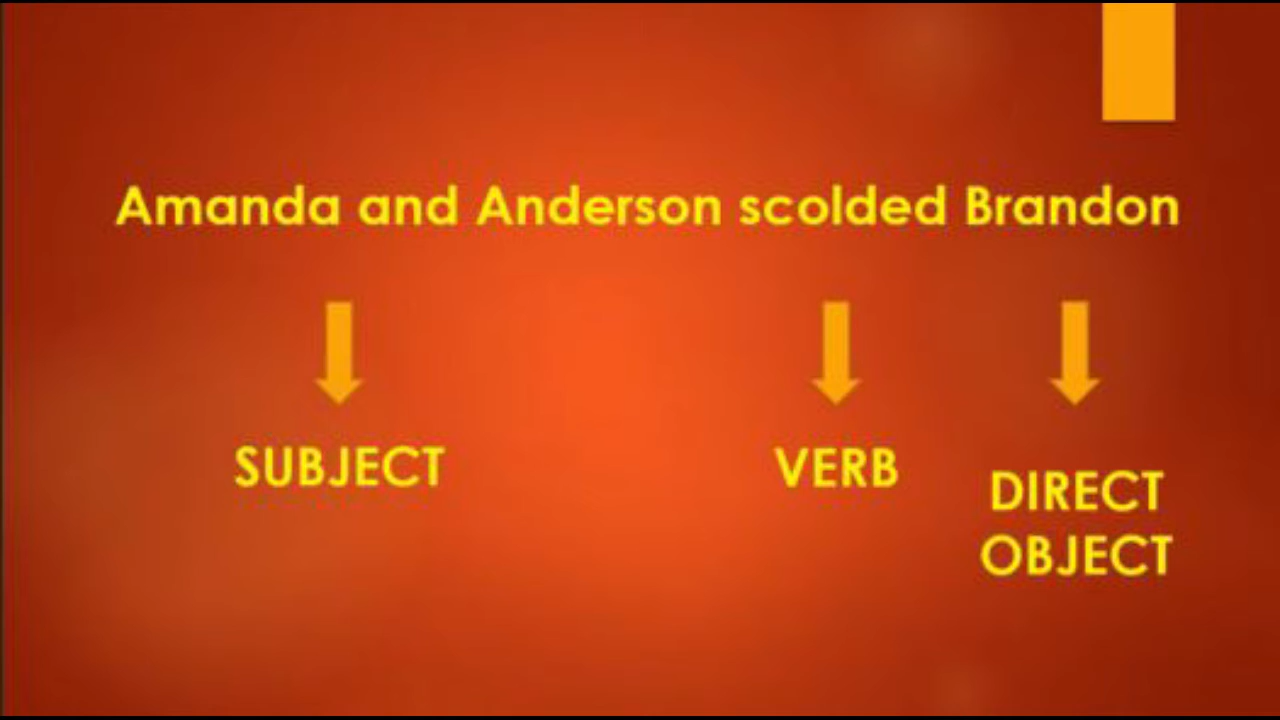 Amanda and Anderson scolded Brandon
SUBJECT
VERB
DIRECT
OBJECT